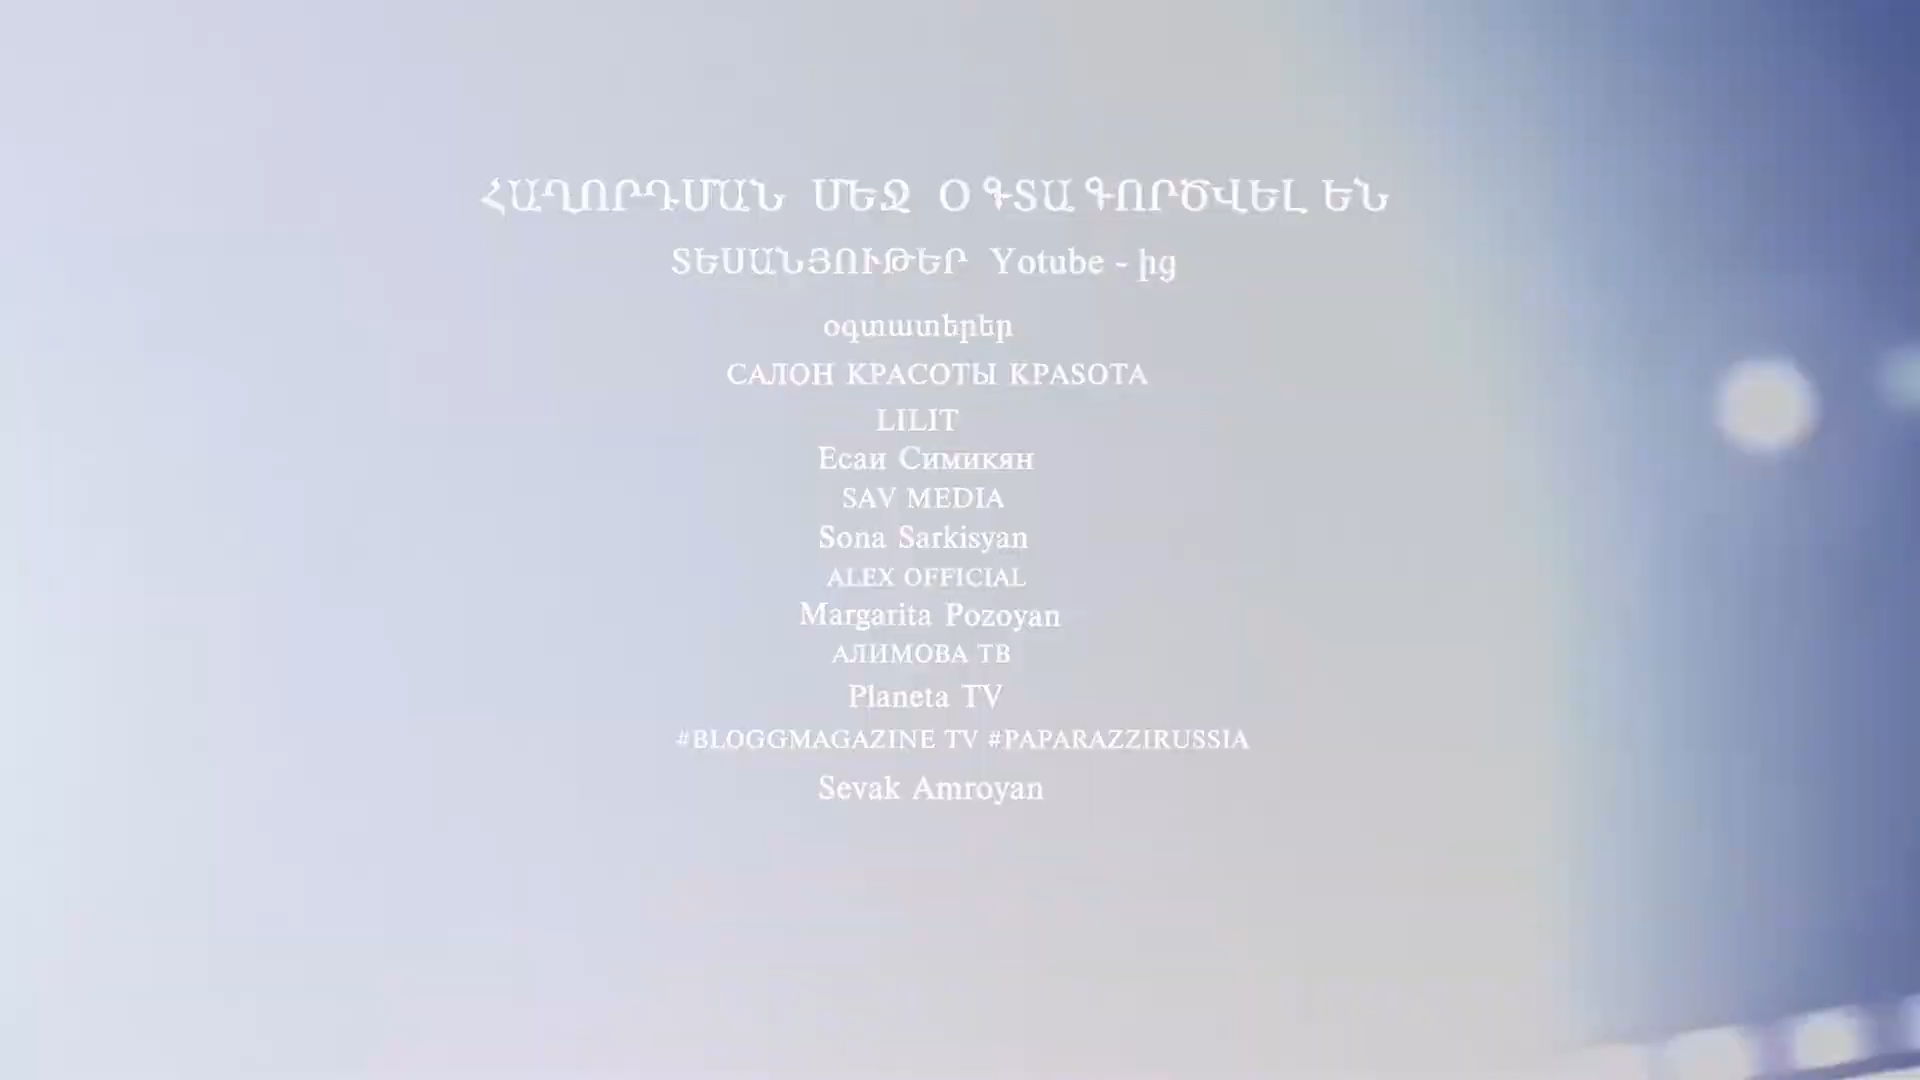 ՀԱՂՈՐԴՄԱՆ ՄԵՋ ՕԳՏԱԳՈՐԾՎԵԼ ԵՆ
ՏԵՍԱՆՅՈՒԹԵՐ Yotube - ից
օգտատերեր
САЛОН КРАСОТЫ KPASOTA
LILIT
Есаи Симикян
SAV MEDIA
Sona Sarkisyan
ALEX OFFICIAL
Margarita Pozoyan
АЛИМОВА ТВ
Planeta TV
#BLOGGMAGAZINE TV #PAPARAZZIRUSSIA
Sevak Amroyan